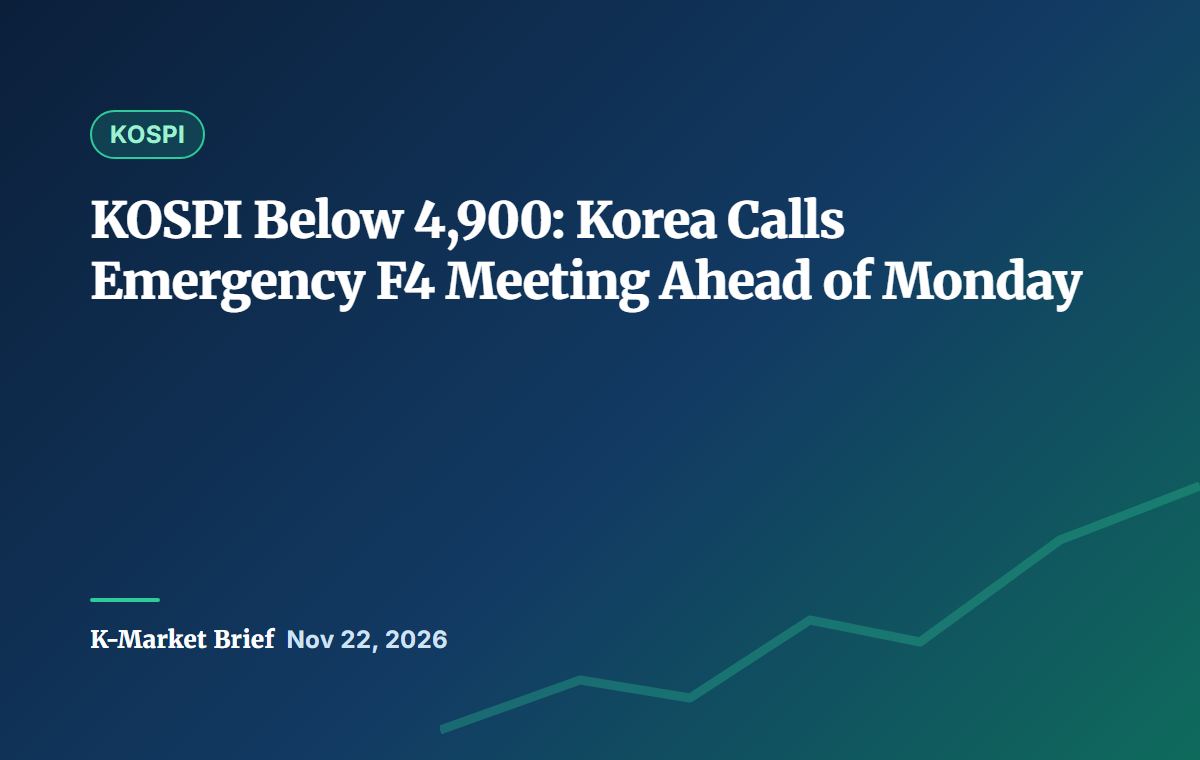 KOSPI
KOSPI Below 4,900: Korea Calls
Emergency F4 Meeting Ahead of Monday
K-Market Brief Nov 22, 2026